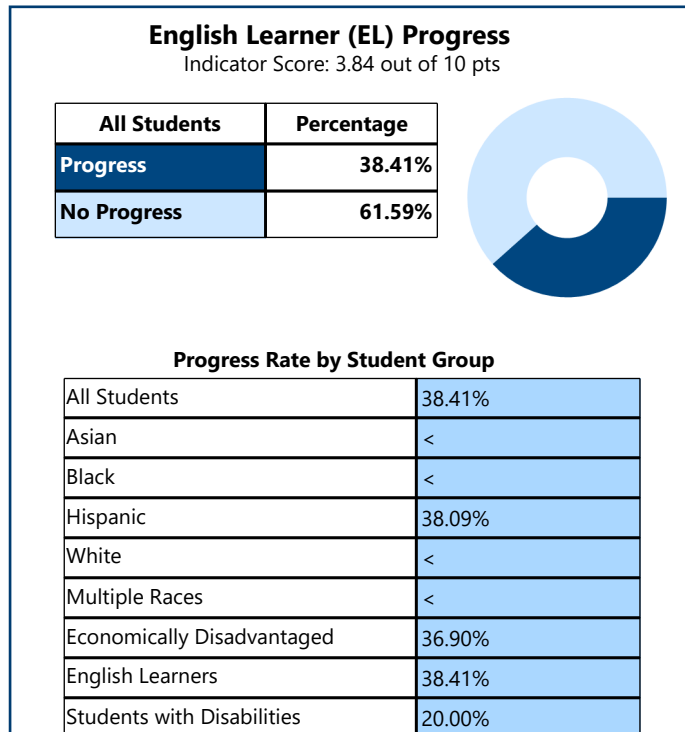 English Learner (EL) Progress
Indicator Score: 3.84 out of 10 pts
All Students Percentage
Progress 38.41%
No Progress 61.59%
Progress Rate by Student Group
All Students 38.41%
Asian <
Black <
Hispanic 38.09%
White <
Multiple Races <
Economically Disadvantaged 36.90%
English Learners 38.41%
Students with Disabilities 20.00%